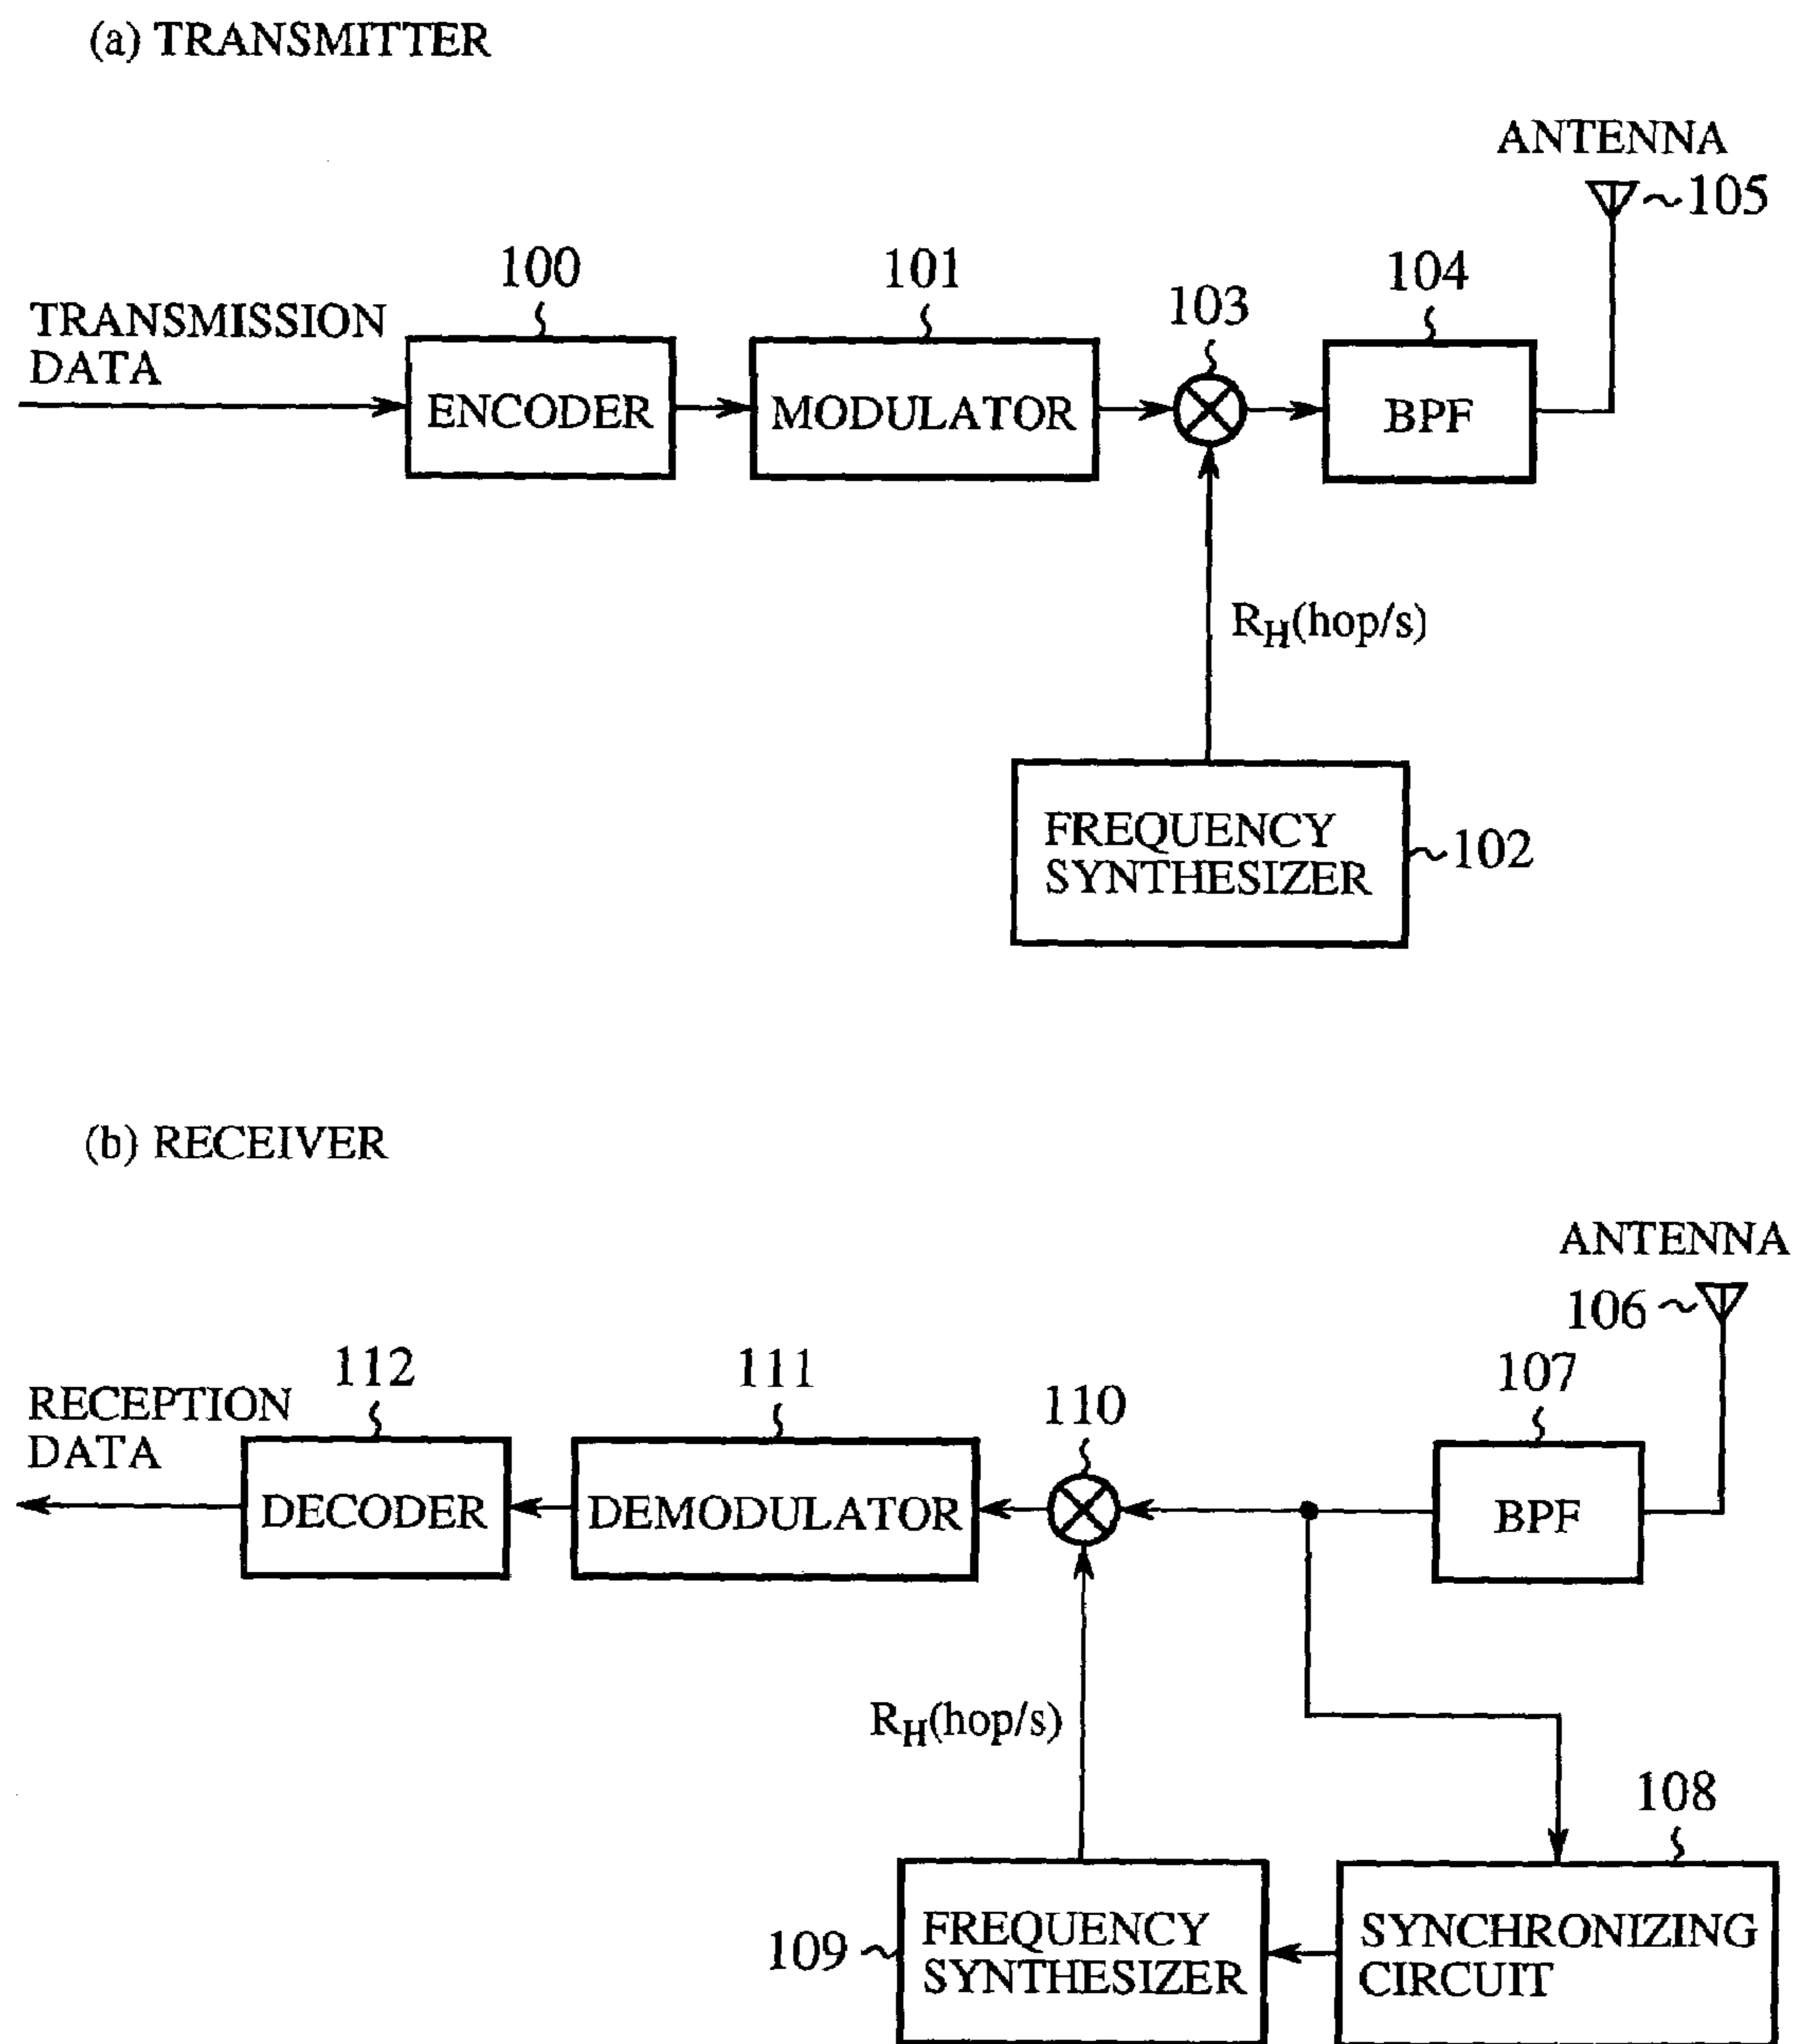 (a) TRANSMITTER
ANTENNA
105
100
101
103
104
TRANSMISSION
DATA
ENCODER
MODULATOR
BPF
RH(hop/s)
FREQUENCY
SYNTHESIZER
102
(b) RECEIVER
ANTENNA
106
112
111
110
107
RECEPTION
DATA
DECODER
DEMODULATOR
BPF
RH(hop/s)
108
109
FREQUENCY
SYNTHESIZER
SYNCHRONIZING
CIRCUIT